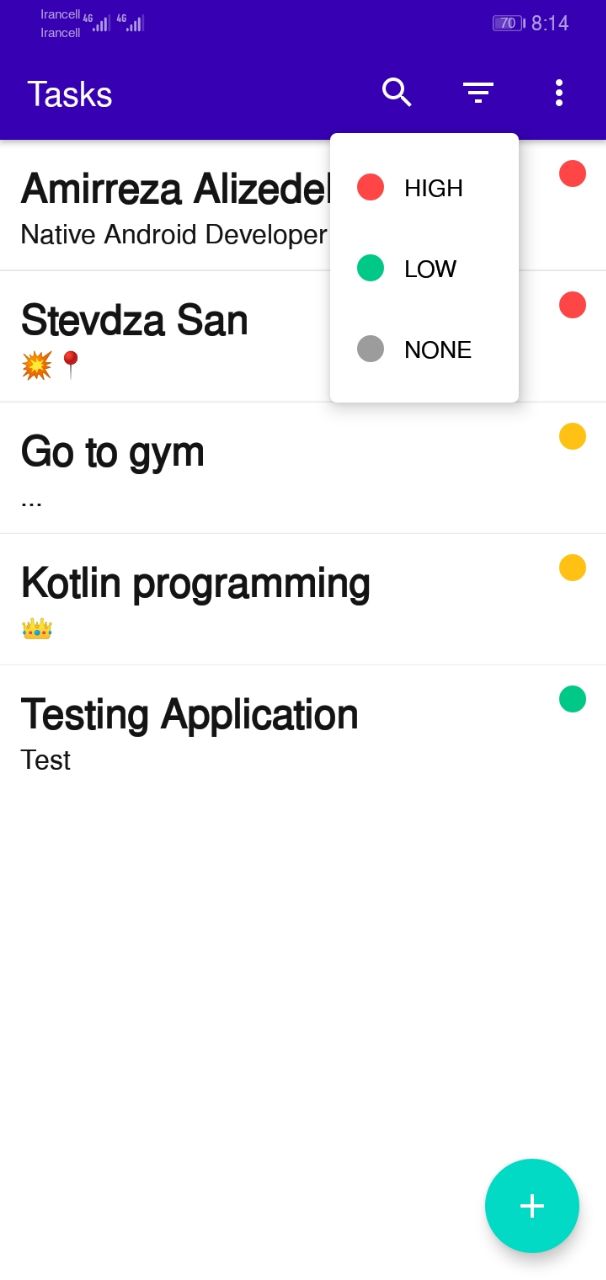 Irancell 4G 4G
Irancell
70 8:14
Tasks
HIGH
LOW
NONE
Amirreza
Native Android Developer
Stevdza San
Go to gym
...
Kotlin programming
Testing Application
Test
+